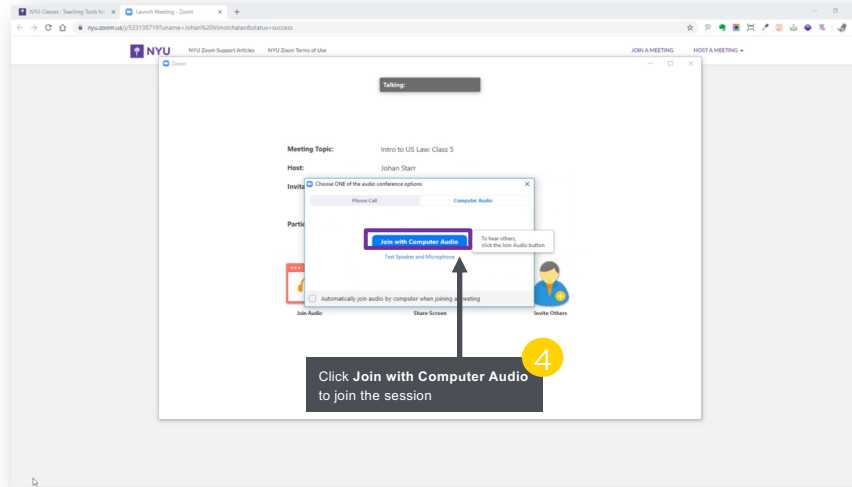 NYU Classes : Teaching Tools for
Launch Meeting - Zoom
nyu.zoom.us/j/533138719?uname=Johan%20Vimolchalao&status=success
NYU
NYU Zoom Support Articles
NYU Zoom Terms of Use
JOIN A MEETING
HOST A MEETING
Zoom
Talking:
Meeting Topic:
Intro to US Law: Class 5
Host:
Johan Starr
Invita
Choose ONE of the audio conference options
Phone Call
Computer Audio
Partic
Join with Computer Audio
To hear others,
click the Join Audio button
Test Speaker and Microphone
Automatically join audio by computer when joining a meeting
Join Audio
Share Screen
Invite Others
4
Click Join with Computer Audio
to join the session